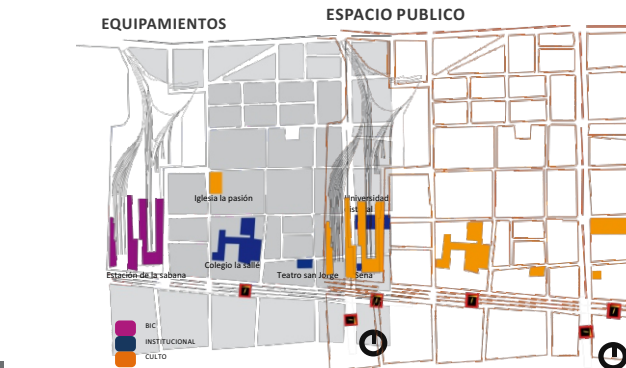 EQUIPAMIENTOS
ESPACIO PUBLICO
Iglesia la pasión
Universidad
Colegio la salle
Estación de la sabana
Teatro san Jorge
Sena
BIC
INSTITUCIONAL
CULTO